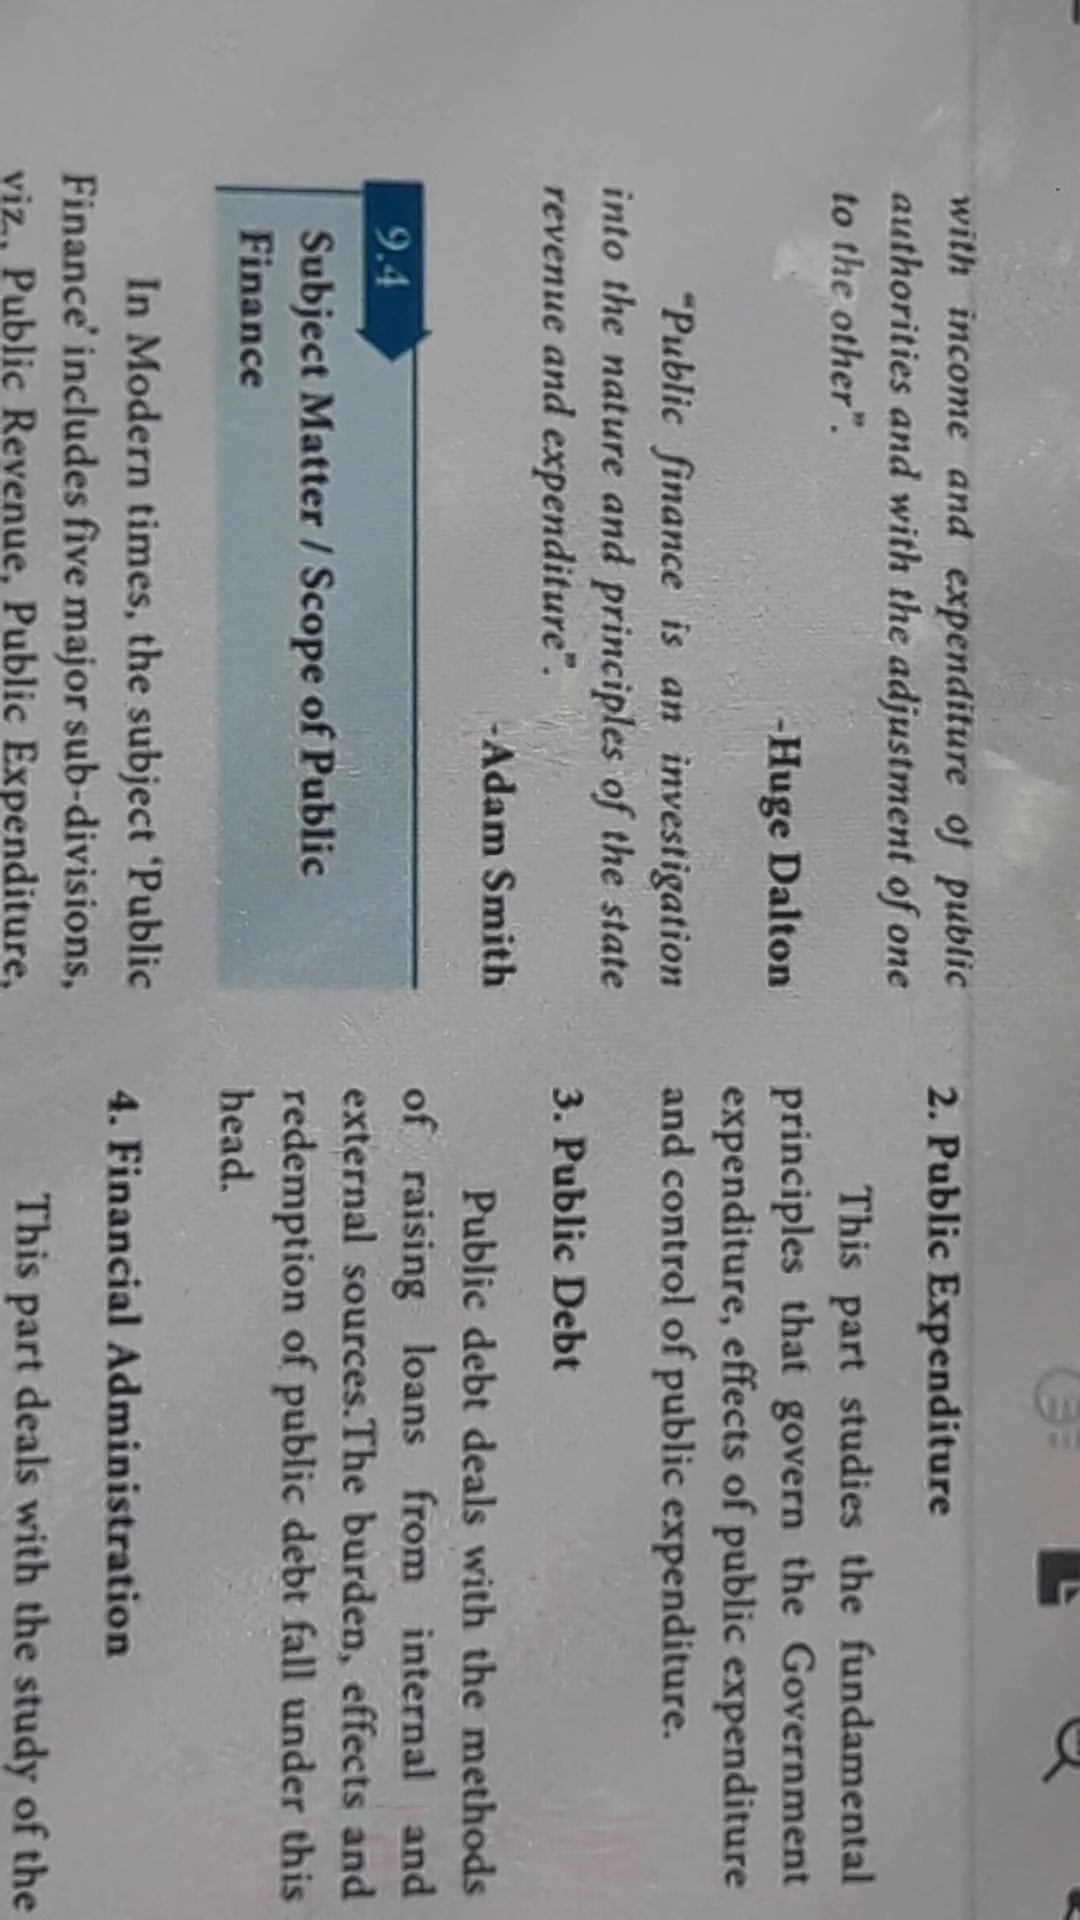 with income and expenditure of public
authorities and with the adjustment of one
to the other".
-Huge Dalton
"Public finance is an investigation
into the nature and principles of the state
revenue and expenditure".
-Adam Smith
9.4
Subject Matter / Scope of Public
Finance
In Modern times, the subject 'Public
Finance' includes five major sub-divisions,
viz., Public Revenue, Public Expenditure,
2. Public Expenditure
This part studies the fundamental
principles that govern the Government
expenditure, effects of public expenditure
and control of public expenditure.
3. Public Debt
Public debt deals with the methods
of raising loans from internal and
external sources.The burden, effects and
redemption of public debt fall under this
head.
4. Financial Administration
This part deals with the study of the